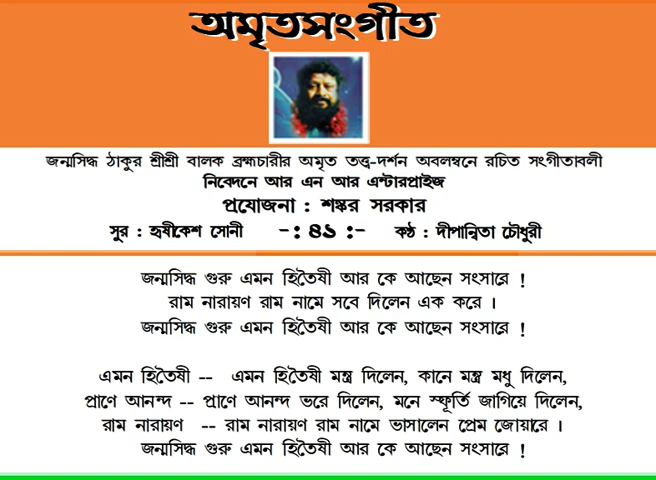 অমৃতসংগীত
জন্মসিদ্ধ ঠাকুর শ্রীশ্রী বালক ব্রহ্মচারীর অমৃত তত্ত্ব-দর্শন অবলম্বনে রচিত সংগীতাবলী
নিবেদনে আর এন আর এন্টারপ্রাইজ
প্রযোজনা : শঙ্কর সরকার
সুর : হৃষীকেশ সোনী -: ৪১ :- কণ্ঠ : দীপান্বিতা চৌধুরী
জন্মসিদ্ধ গুরু এমন হিতৈষী আর কে আছেন সংসারে !
রাম নারায়ণ রাম নামে সবে দিলেন এক করে ।
জন্মসিদ্ধ গুরু এমন হিতৈষী আর কে আছেন সংসারে !
এমন হিতৈষী -- এমন হিতৈষী মন্ত্র দিলেন, কানে মন্ত্র মধু দিলেন,
প্রাণে আনন্দ -- প্রাণে আনন্দ ভরে দিলেন, মনে স্ফূর্তি জাগিয়ে দিলেন,
রাম নারায়ণ -- রাম নারায়ণ রাম নামে ভাসালেন প্রেম জোয়ারে ।
জন্মসিদ্ধ গুরু এমন হিতৈষী আর কে আছেন সংসারে !